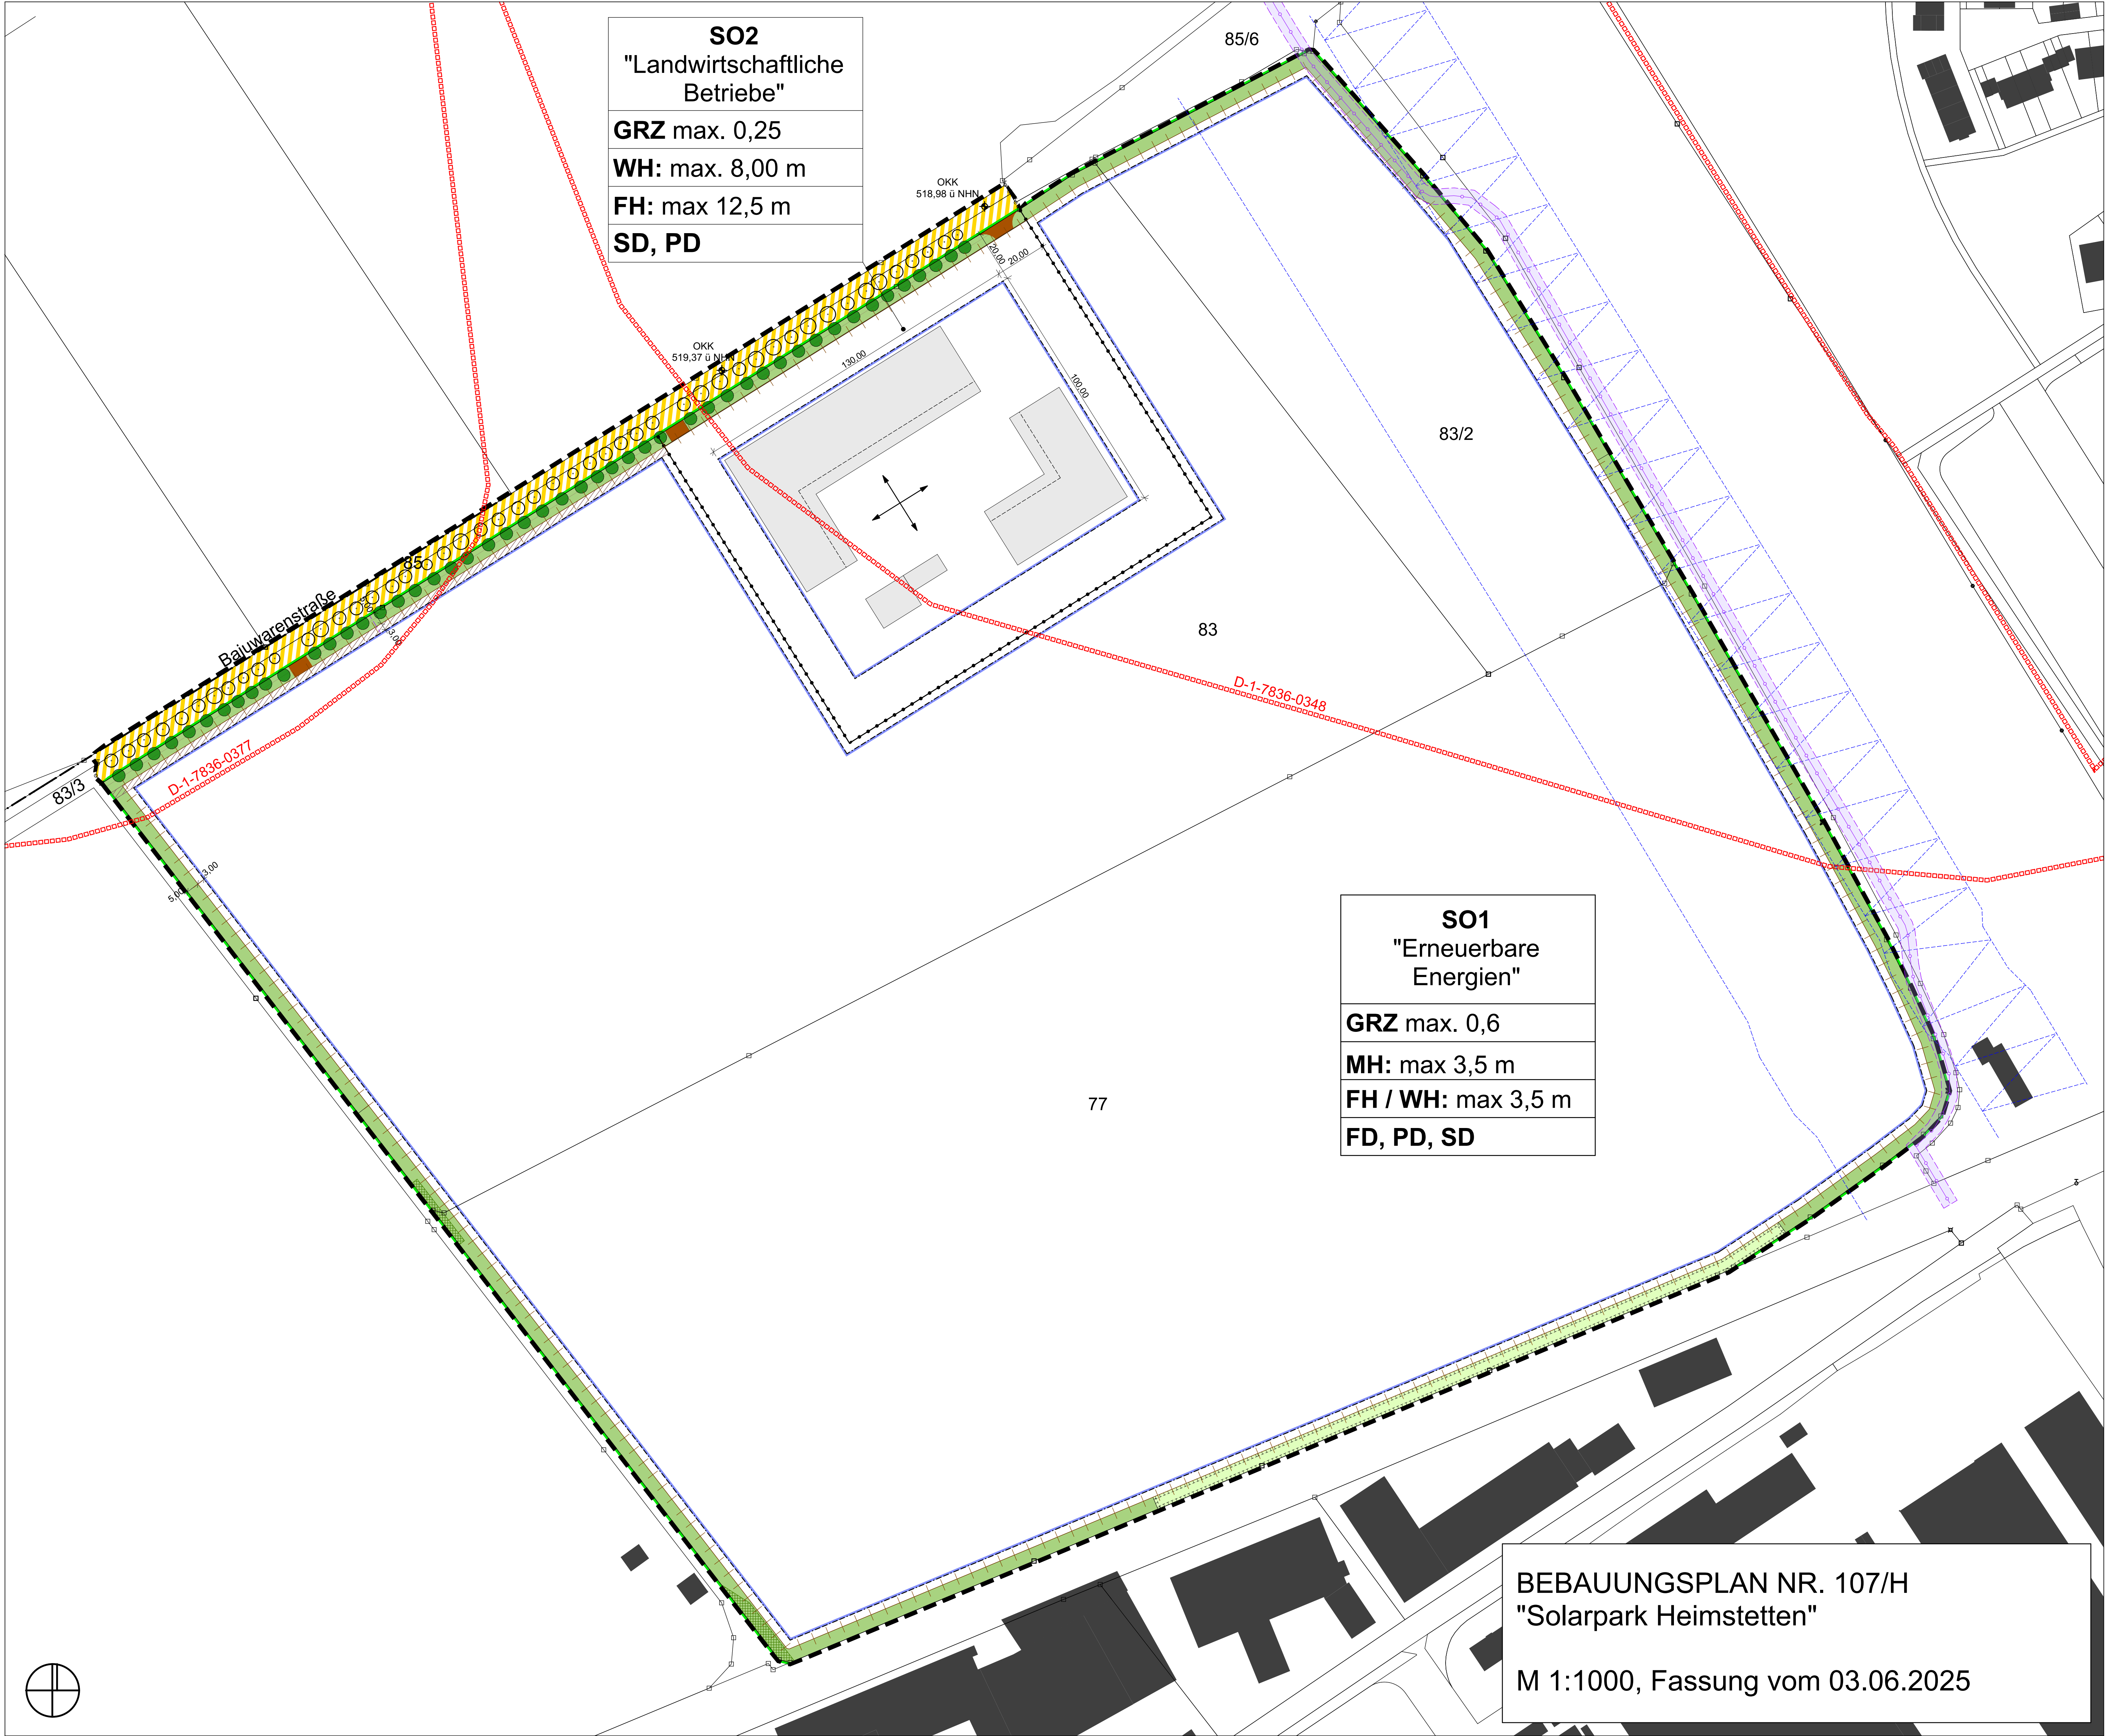 SO2
"Landwirtschaftliche
Betriebe"
GRZ max. 0,25
WH: max. 8,00 m
FH: max 12,5 m
SD, PD
85/6
OKK
518,98 ü NHN
20,00
20,00
OKK
519,37 ü NHN
130,00
100,00
83/2
85
Bajuwarenstraße
3,00
83
D-1-7836-0348
D-1-7836-0377
83/3
5,00
3,00
SO1
"Erneuerbare
Energien"
GRZ max. 0,6
MH: max 3,5 m
FH / WH: max 3,5 m
FD, PD, SD
77
BEBAUUNGSPLAN NR. 107/H
"Solarpark Heimstetten"
M 1:1000, Fassung vom 03.06.2025